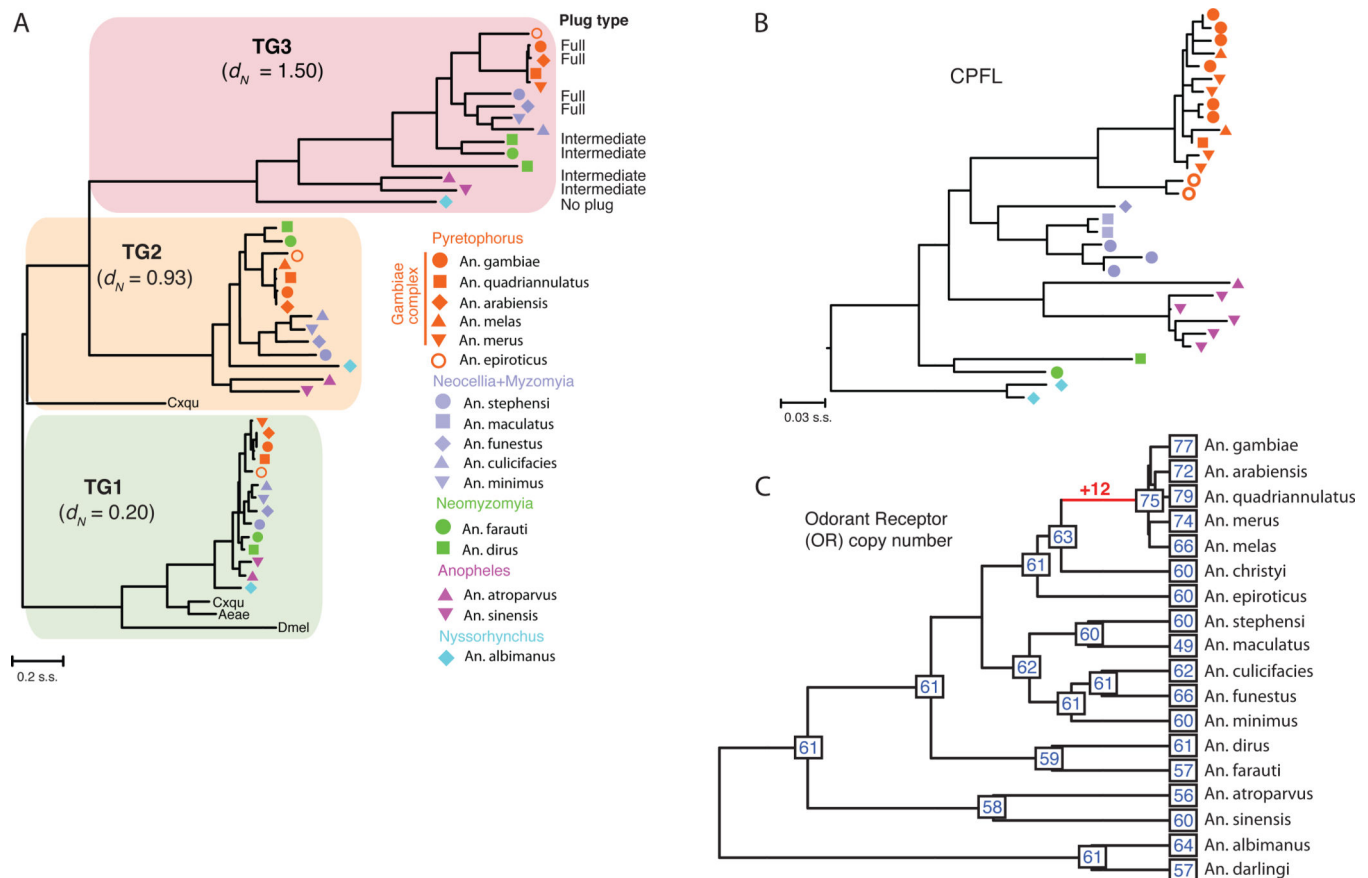 A
TG3
(dN = 1.50)
Plug type
Full
Full
Full
Full
Intermediate
Intermediate
Intermediate
Intermediate
No plug
TG2
(dN = 0.93)
Cxqu
TG1
(dN = 0.20)
Cxqu
Aeae
Dmel
0.2 s.s.
Pyretophorus
Gambiae
complex
An. gambiae
An. quadriannulatus
An. arabiensis
An. melas
An. merus
An. epiroticus
Neocellia+Myzomyia
An. stephensi
An. maculatus
An. funestus
An. culicifacies
An. minimus
Neomyzomyia
An. farauti
An. dirus
Anopheles
An. atroparvus
An. sinensis
Nyssorhynchus
An. albimanus
B
CPFL
0.03 s.s.
C
Odorant Receptor
(OR) copy number
+12
75
63
61
60
62
61
61
61
61
59
58
61
77 An. gambiae
72 An. arabiensis
79 An. quadriannulatus
74 An. merus
66 An. melas
60 An. christyi
60 An. epiroticus
60 An. stephensi
49 An. maculatus
62 An. culicifacies
66 An. funestus
60 An. minimus
61 An. dirus
57 An. farauti
56 An. atroparvus
60 An. sinensis
64 An. albimanus
57 An. darlingi